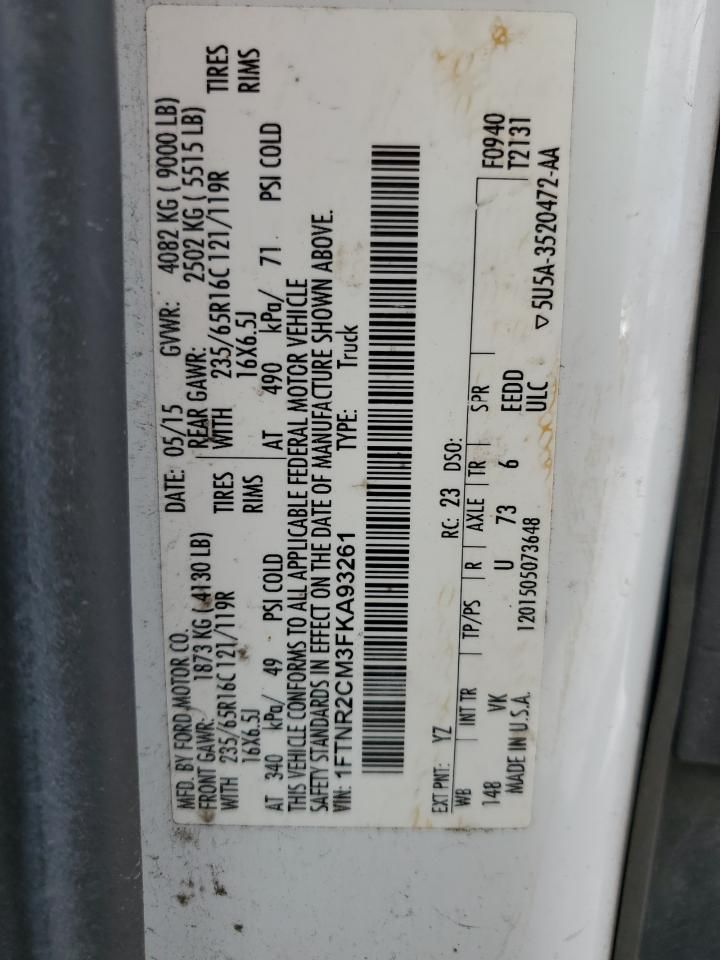 MFD. BY FORD MOTOR CO. DATE: 05/15 GVWR: 4082 KG ( 9000 LB)
FRONT GAWR: 1873 KG ( 4130 LB) REAR GAWR: 2502 KG ( 5515 LB)
WITH 235/65R16C 121/119R TIRES WITH 235/65R16C 121/119R TIRES
16X6.5J RIMS 16X6.5J RIMS
AT 340 kPa/ 49 PSI COLD AT 490 kPa/ 71 PSI COLD
THIS VEHICLE CONFORMS TO ALL APPLICABLE FEDERAL MOTOR VEHICLE
SAFETY STANDARDS IN EFFECT ON THE DATE OF MANUFACTURE SHOWN ABOVE.
VIN: 1FTNR2CM3FKA93261 TYPE: Truck
EXT PNT: YZ RC: 23 DSO: F0940
WB INT TR TP/PS R AXLE TR SPR T2131
148 VK U 73 6 EEDD
MADE IN U.S.A. 1201505073648 ULC
▽ 5U5A-3520472-AA